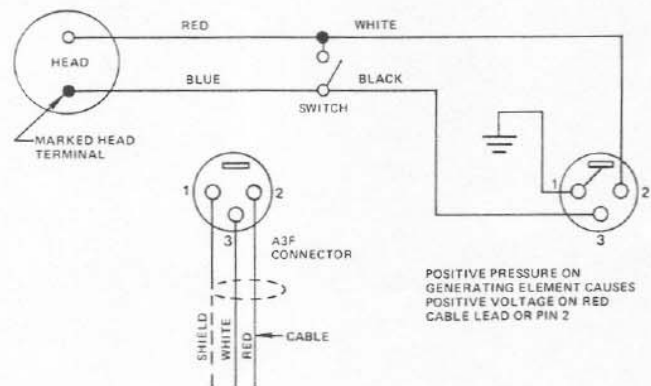 RED
WHITE
HEAD
BLUE
BLACK
SWITCH
MARKED HEAD
TERMINAL
1
2
3
1
2
3
A3F
CONNECTOR
POSITIVE PRESSURE ON
GENERATING ELEMENT CAUSES
POSITIVE VOLTAGE ON RED
CABLE LEAD OR PIN 2
SHIELD
WHITE
RED
CABLE